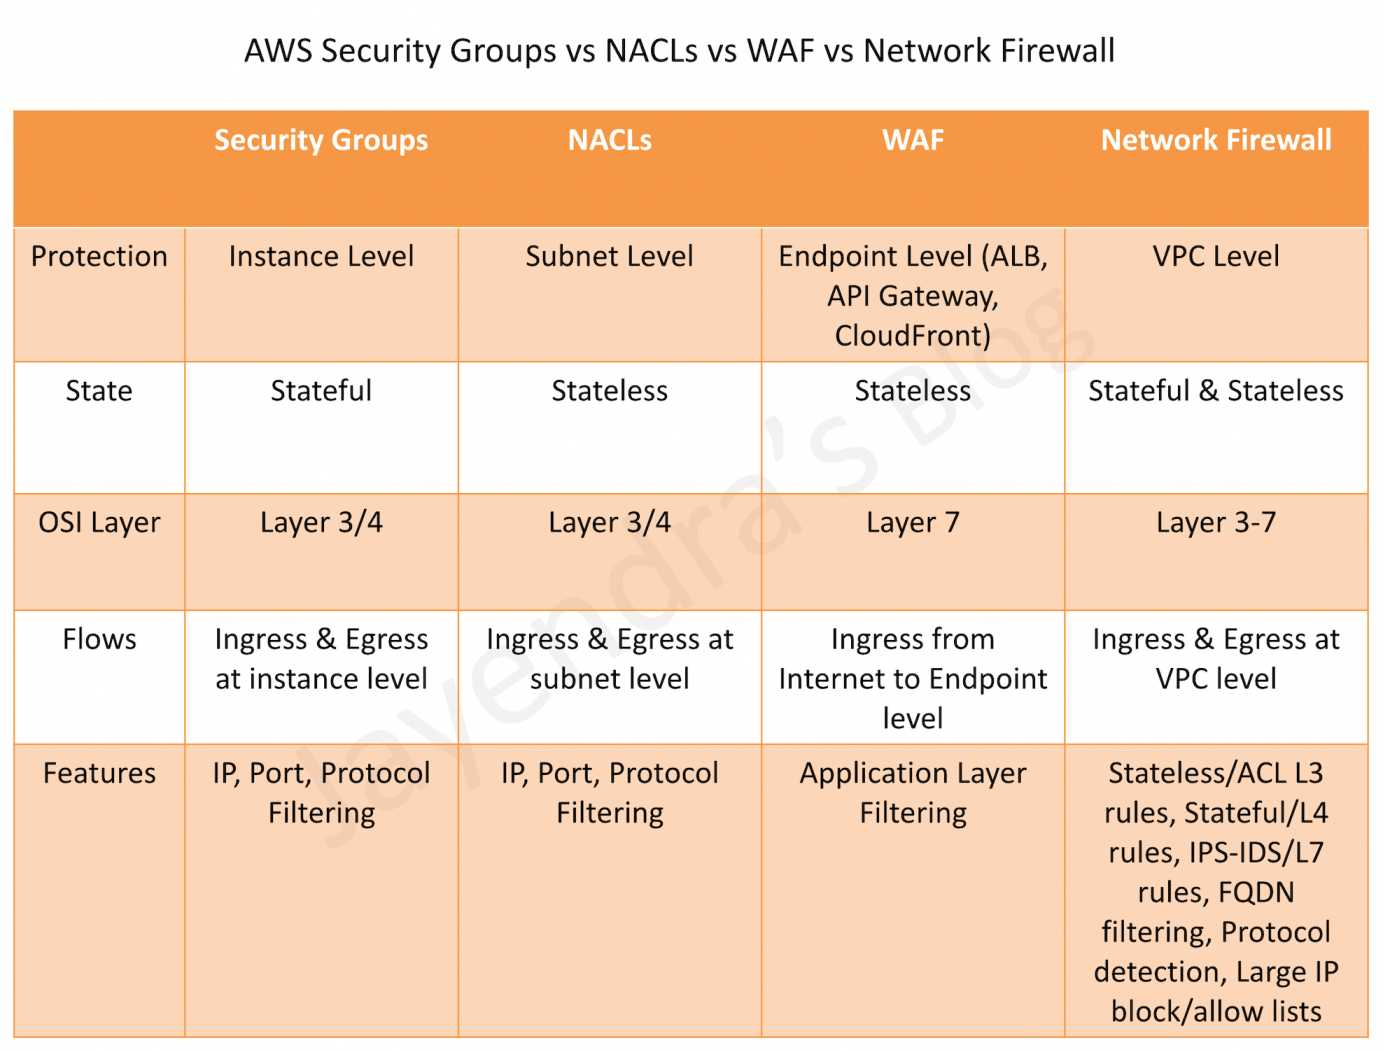 AWS Security Groups vs NACLs vs WAF vs Network Firewall
Security Groups
NACLs
WAF
Network Firewall
Protection
Instance Level
Subnet Level
Endpoint Level (ALB,
API Gateway,
CloudFront)
VPC Level
State
Stateful
Stateless
Stateless
Stateful & Stateless
OSI Layer
Layer 3/4
Layer 3/4
Layer 7
Layer 3-7
Flows
Ingress & Egress
at instance level
Ingress & Egress at
subnet level
Ingress from
Internet to Endpoint
level
Ingress & Egress at
VPC level
Features
IP, Port, Protocol
Filtering
IP, Port, Protocol
Filtering
Application Layer
Filtering
Stateless/ACL L3
rules, Stateful/L4
rules, IPS-IDS/L7
rules, FQDN
filtering, Protocol
detection, Large IP
block/allow lists
Jayendra's Blog